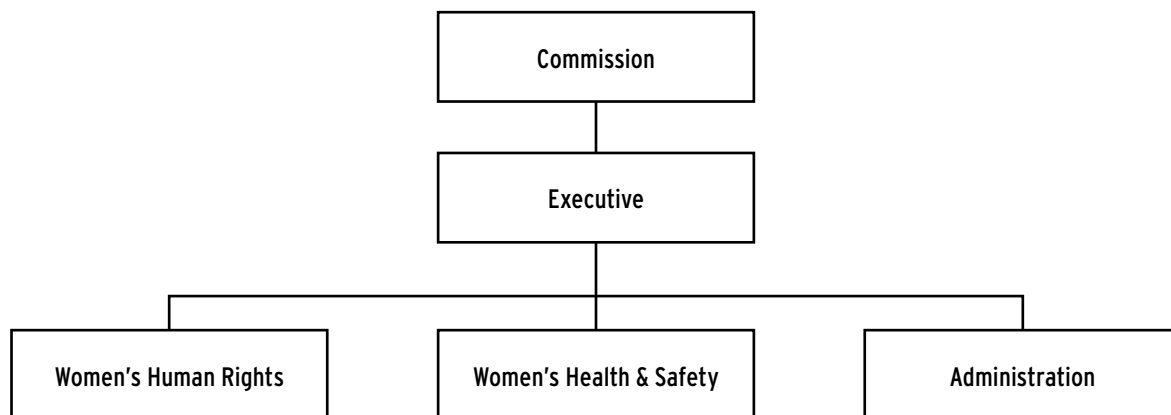 Commission
Executive
Women's Human Rights
Women's Health & Safety
Administration